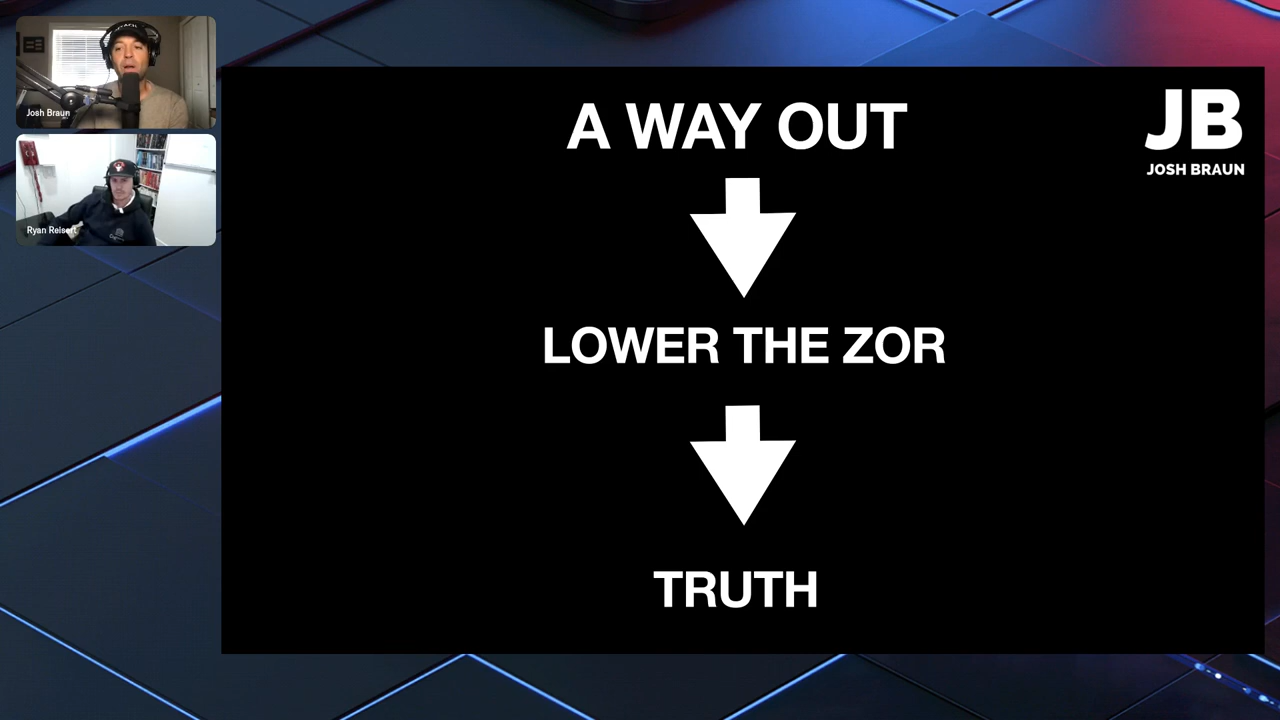 Josh Braun
Ryan Reisert
A WAY OUT
JB
JOSH BRAUN
LOWER THE ZOR
TRUTH